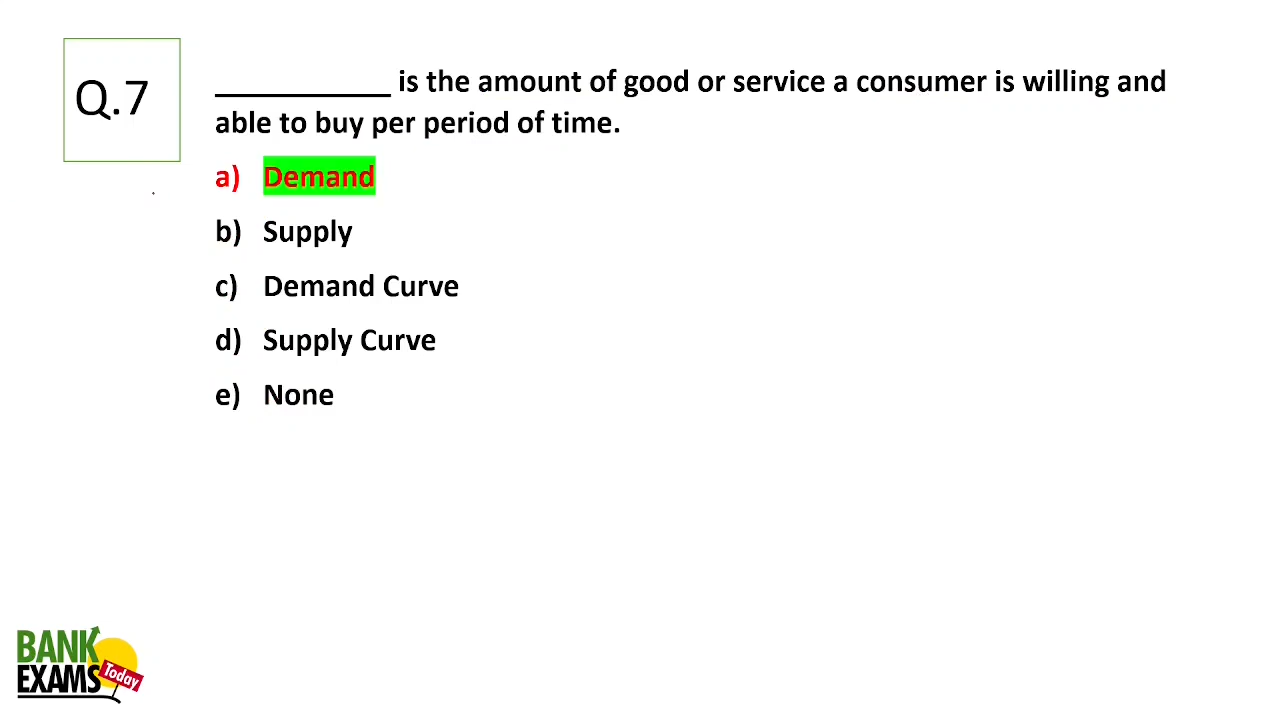 Q.7
___________ is the amount of good or service a consumer is willing and
able to buy per period of time.
a) Demand
b) Supply
c) Demand Curve
d) Supply Curve
e) None
BANK
EXAMS
Today